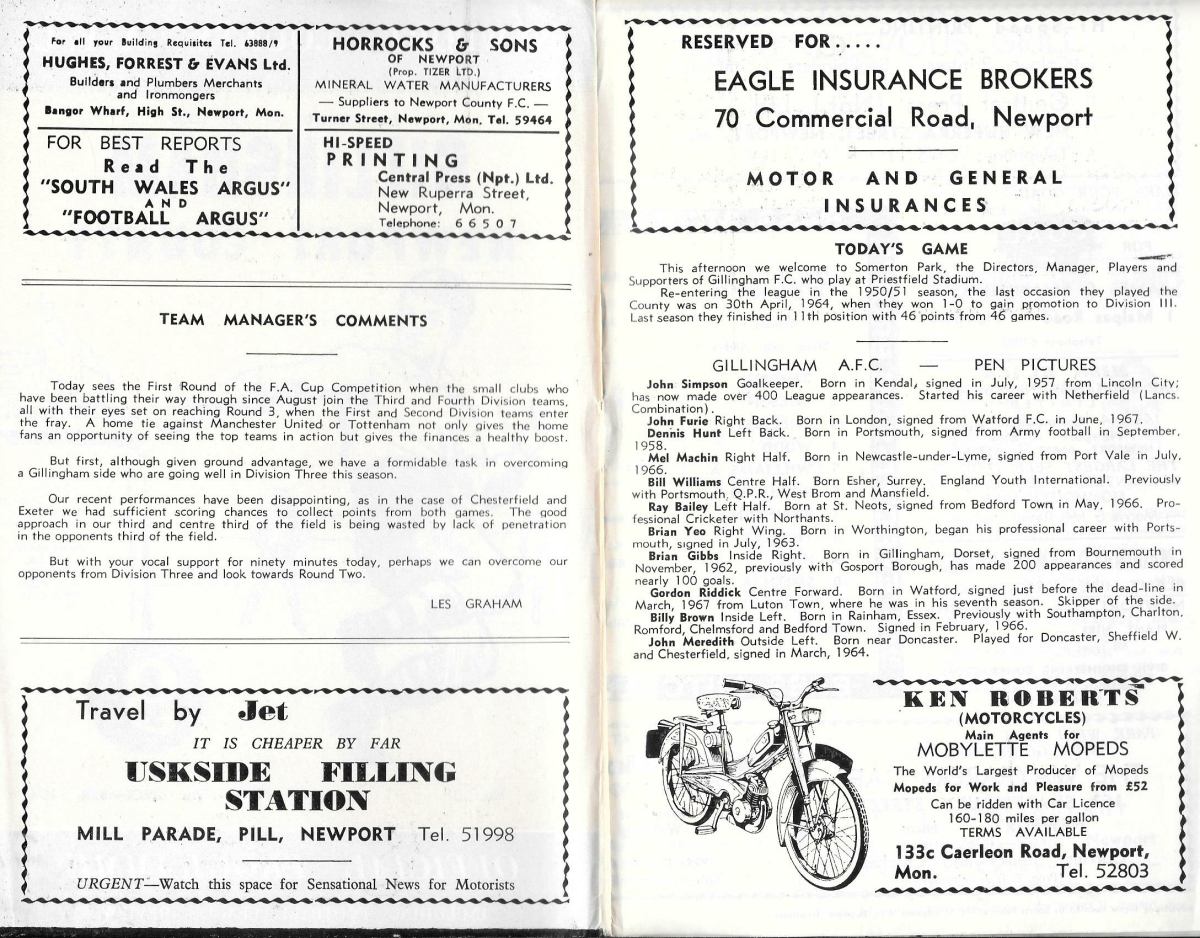 For all your Building Requisites Tel. 63888/9
HUGHES, FORREST & EVANS Ltd.
Builders and Plumbers Merchants
and Ironmongers
Bangor Wharf, High St., Newport, Mon.
HORROCKS & SONS
OF NEWPORT
(Prop. TIZER LTD.)
MINERAL WATER MANUFACTURERS
— Suppliers to Newport County F.C. —
Turner Street, Newport, Mon. Tel. 59464
FOR BEST REPORTS
Read The
"SOUTH WALES ARGUS"
AND
"FOOTBALL ARGUS"
HI-SPEED
PRINTING
Central Press (Npt.) Ltd.
New Ruperra Street,
Newport, Mon.
Telephone: 66507
TEAM MANAGER'S COMMENTS
Today sees the First Round of the F.A. Cup Competition when the small clubs who
have been battling their way through since August join the Third and Fourth Division teams,
all with their eyes set on reaching Round 3, when the First and Second Division teams enter
the fray. A home tie against Manchester United or Tottenham not only gives the home
fans an opportunity of seeing the top teams in action but gives the finances a healthy boost.
But first, although given ground advantage, we have a formidable task in overcoming
a Gillingham side who are going well in Division Three this season.
Our recent performances have been disappointing, as in the case of Chesterfield and
Exeter we had sufficient scoring chances to collect points from both games. The good
approach in our third and centre third of the field is being wasted by lack of penetration
in the opponents third of the field.
But with your vocal support for ninety minutes today, perhaps we can overcome our
opponents from Division Three and look towards Round Two.
LES GRAHAM
Travel by Jet
IT IS CHEAPER BY FAR
USKSIDE FILLING
STATION
MILL PARADE, PILL, NEWPORT Tel. 51998
URGENT—Watch this space for Sensational News for Motorists
RESERVED FOR.....
EAGLE INSURANCE BROKERS
70 Commercial Road, Newport
MOTOR AND GENERAL
INSURANCES
TODAY'S GAME
This afternoon we welcome to Somerton Park, the Directors, Manager, Players and
Supporters of Gillingham F.C. who play at Priestfield Stadium.
Re-entering the league in the 1950/51 season, the last occasion they played the
County was on 30th April, 1964, when they won 1-0 to gain promotion to Division III.
Last season they finished in 11th position with 46 points from 46 games.
GILLINGHAM A.F.C. — PEN PICTURES
John Simpson Goalkeeper. Born in Kendal, signed in July, 1957 from Lincoln City;
has now made over 400 League appearances. Started his career with Netherfield (Lancs.
Combination).
John Furie Right Back. Born in London, signed from Watford F.C. in June, 1967.
Dennis Hunt Left Back. Born in Portsmouth, signed from Army football in September,
1958.
Mel Machin Right Half. Born in Newcastle-under-Lyme, signed from Port Vale in July,
1966.
Bill Williams Centre Half. Born Esher, Surrey. England Youth International. Previously
with Portsmouth, Q.P.R., West Brom and Mansfield.
Ray Bailey Left Half. Born at St. Neots, signed from Bedford Town in May, 1966. Pro-
fessional Cricketer with Northants.
Brian Yeo Right Wing. Born in Worthington, began his professional career with Ports-
mouth, signed in July, 1963.
Brian Gibbs Inside Right. Born in Gillingham, Dorset, signed from Bournemouth in
November, 1962, previously with Gosport Borough, has made 200 appearances and scored
nearly 100 goals.
Gordon Riddick Centre Forward. Born in Watford, signed just before the dead-line in
March, 1967 from Luton Town, where he was in his seventh season. Skipper of the side.
Billy Brown Inside Left. Born in Rainham, Essex. Previously with Southampton, Charlton,
Romford, Chelmsford and Bedford Town. Signed in February, 1966.
John Meredith Outside Left. Born near Doncaster. Played for Doncaster, Sheffield W.
and Chesterfield, signed in March, 1964.
KEN ROBERTS
(MOTORCYCLES)
Main Agents for
MOBYLETTE MOPEDS
The World's Largest Producer of Mopeds
Mopeds for Work and Pleasure from £52
Can be ridden with Car Licence
160-180 miles per gallon
TERMS AVAILABLE
133c Caerleon Road, Newport,
Mon. Tel. 52803